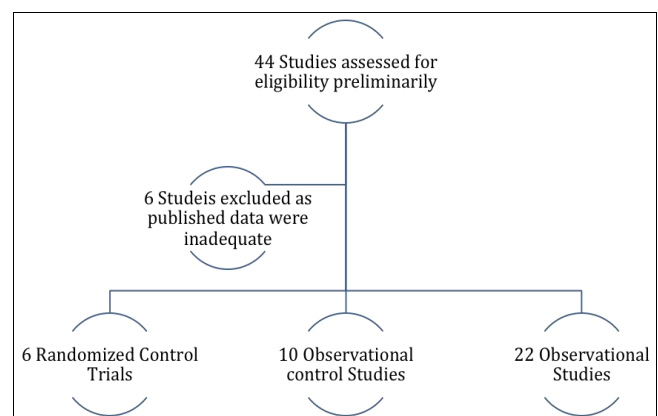 44 Studies assessed for
eligibility preliminarily
6 Studeis excluded as
published data were
inadequate
6 Randomized Control
Trials
10 Observational
control Studies
22 Observational
Studies